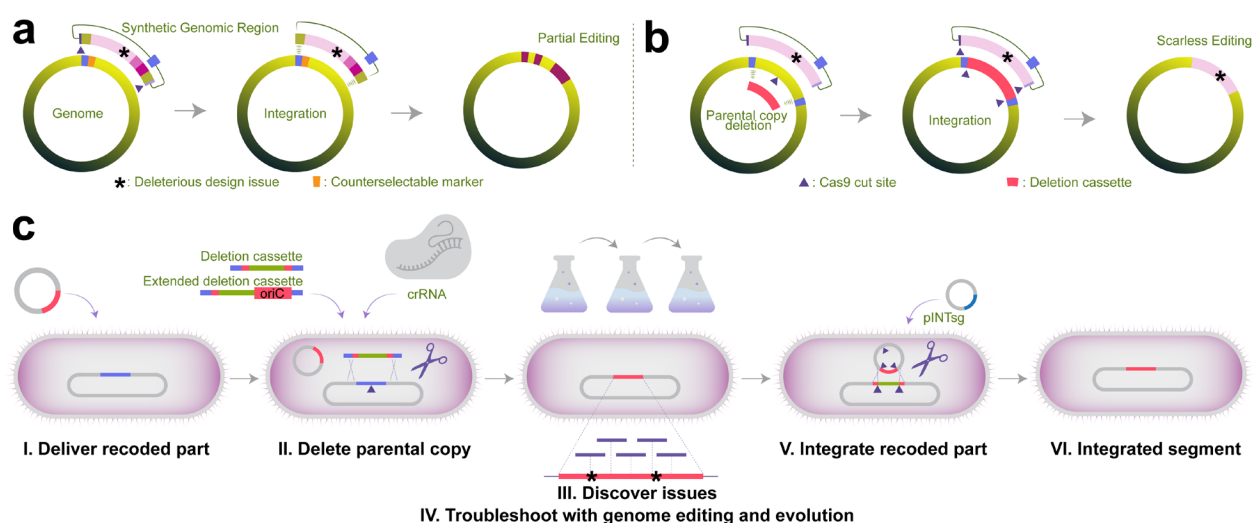 a
Synthetic Genomic Region
*
Genome
*
Integration
Partial Editing
*: Deleterious design issue
: Counterselectable marker
b
*
Parental copy
deletion
*
Integration
Scarless Editing
*
: Cas9 cut site
: Deletion cassette
c
Deletion cassette
Extended deletion cassette
oriC
crRNA
pINTsg
I. Deliver recoded part
II. Delete parental copy
* *
III. Discover issues
IV. Troubleshoot with genome editing and evolution
V. Integrate recoded part
VI. Integrated segment